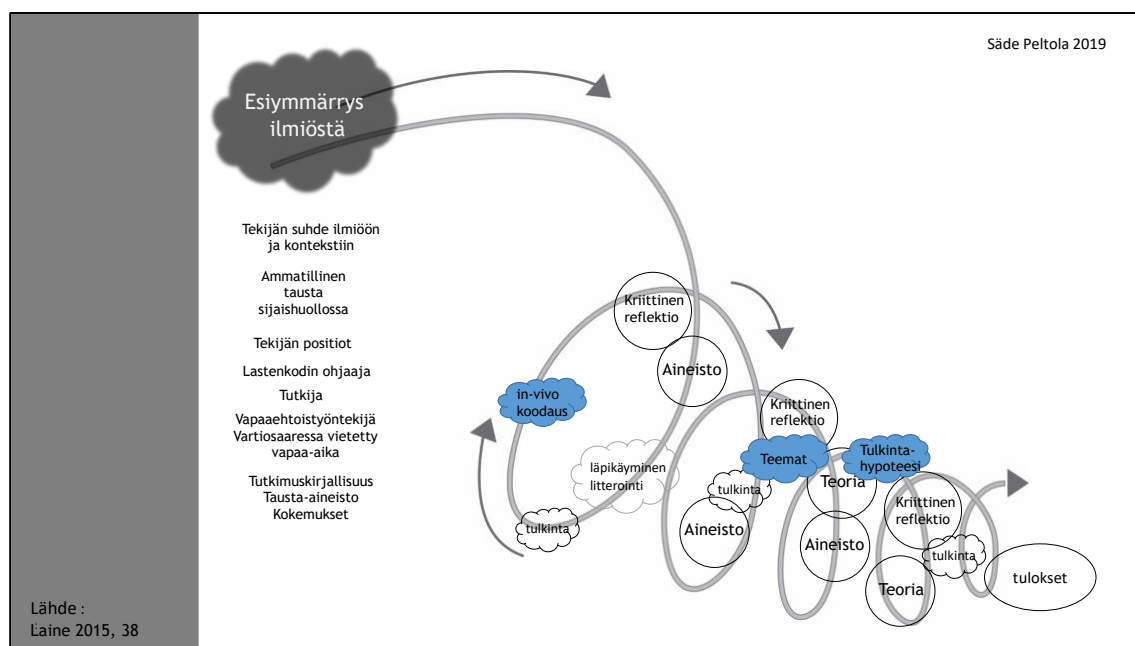 Säde Peltola 2019
Esiymmärrys
ilmiöstä
Tekijän suhde ilmiöön
ja kontekstiin
Ammatillinen
tausta
sijaishuollossa
Tekijän positiot
Lastenkodin ohjaaja
Tutkija
Vapaaehtoistyöntekijä
Vartiosaaressa vietetty
vapaa-aika
Tutkimuskirjallisuus
Tausta-aineisto
Kokemukset
Kriittinen
reflektio
Aineisto
in-vivo
koodaus
läpikäyminen
litterointi
tulkinta
Kriittinen
reflektio
Teemat
tulkinta
Aineisto
Tulkinta-
hypoteesi
Teoria
Aineisto
Kriittinen
reflektio
tulkinta
Teoria
tulokset
Lähde :
Laine 2015, 38